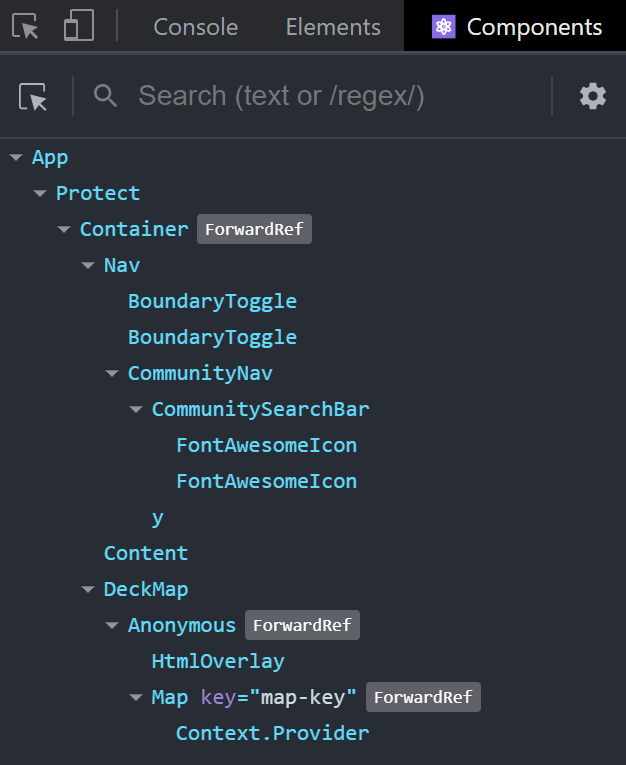 Console Elements Components
Search (text or /regex/)
App
Protect
Container ForwardRef
Nav
BoundaryToggle
BoundaryToggle
CommunityNav
CommunitySearchBar
FontAwesomeIcon
FontAwesomeIcon
y
Content
DeckMap
Anonymous ForwardRef
HtmlOverlay
Map key="map-key" ForwardRef
Context.Provider